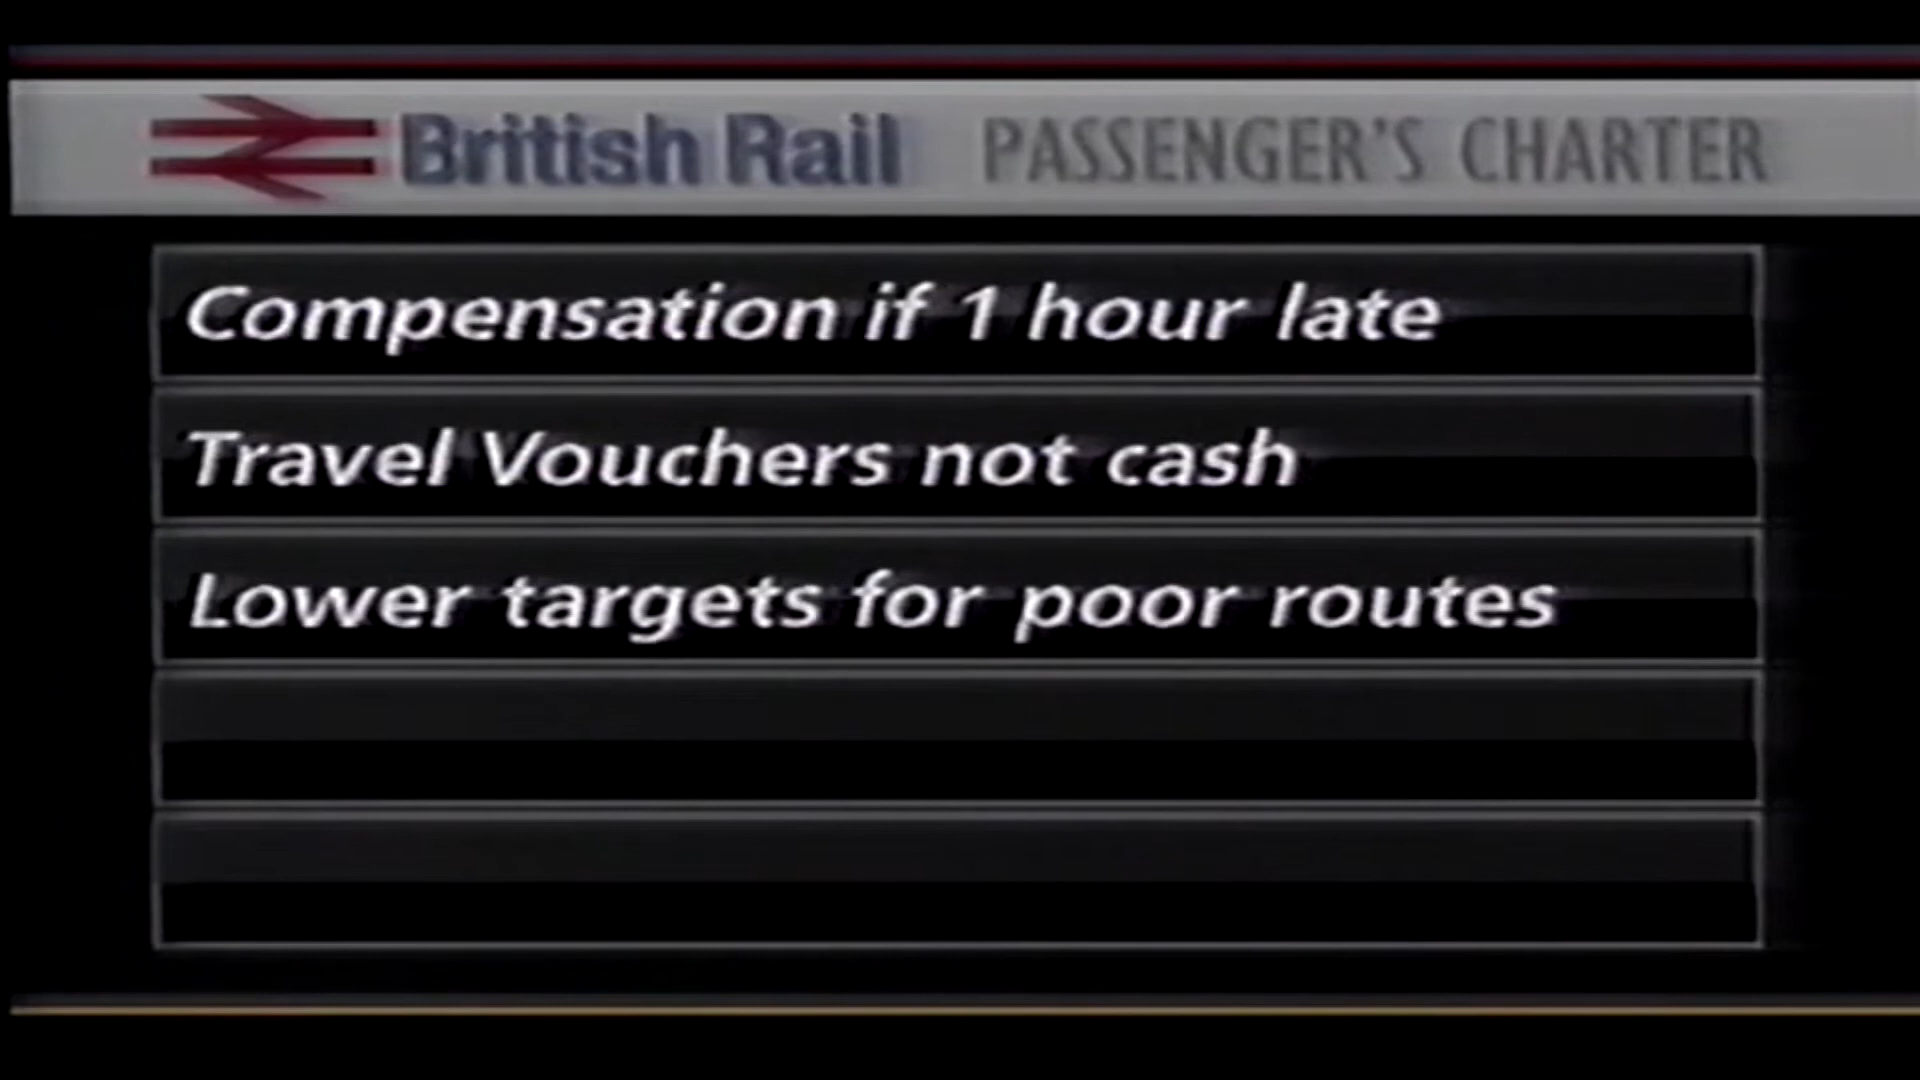 British Rail PASSENGER'S CHARTER
Compensation if 1 hour late
Travel Vouchers not cash
Lower targets for poor routes